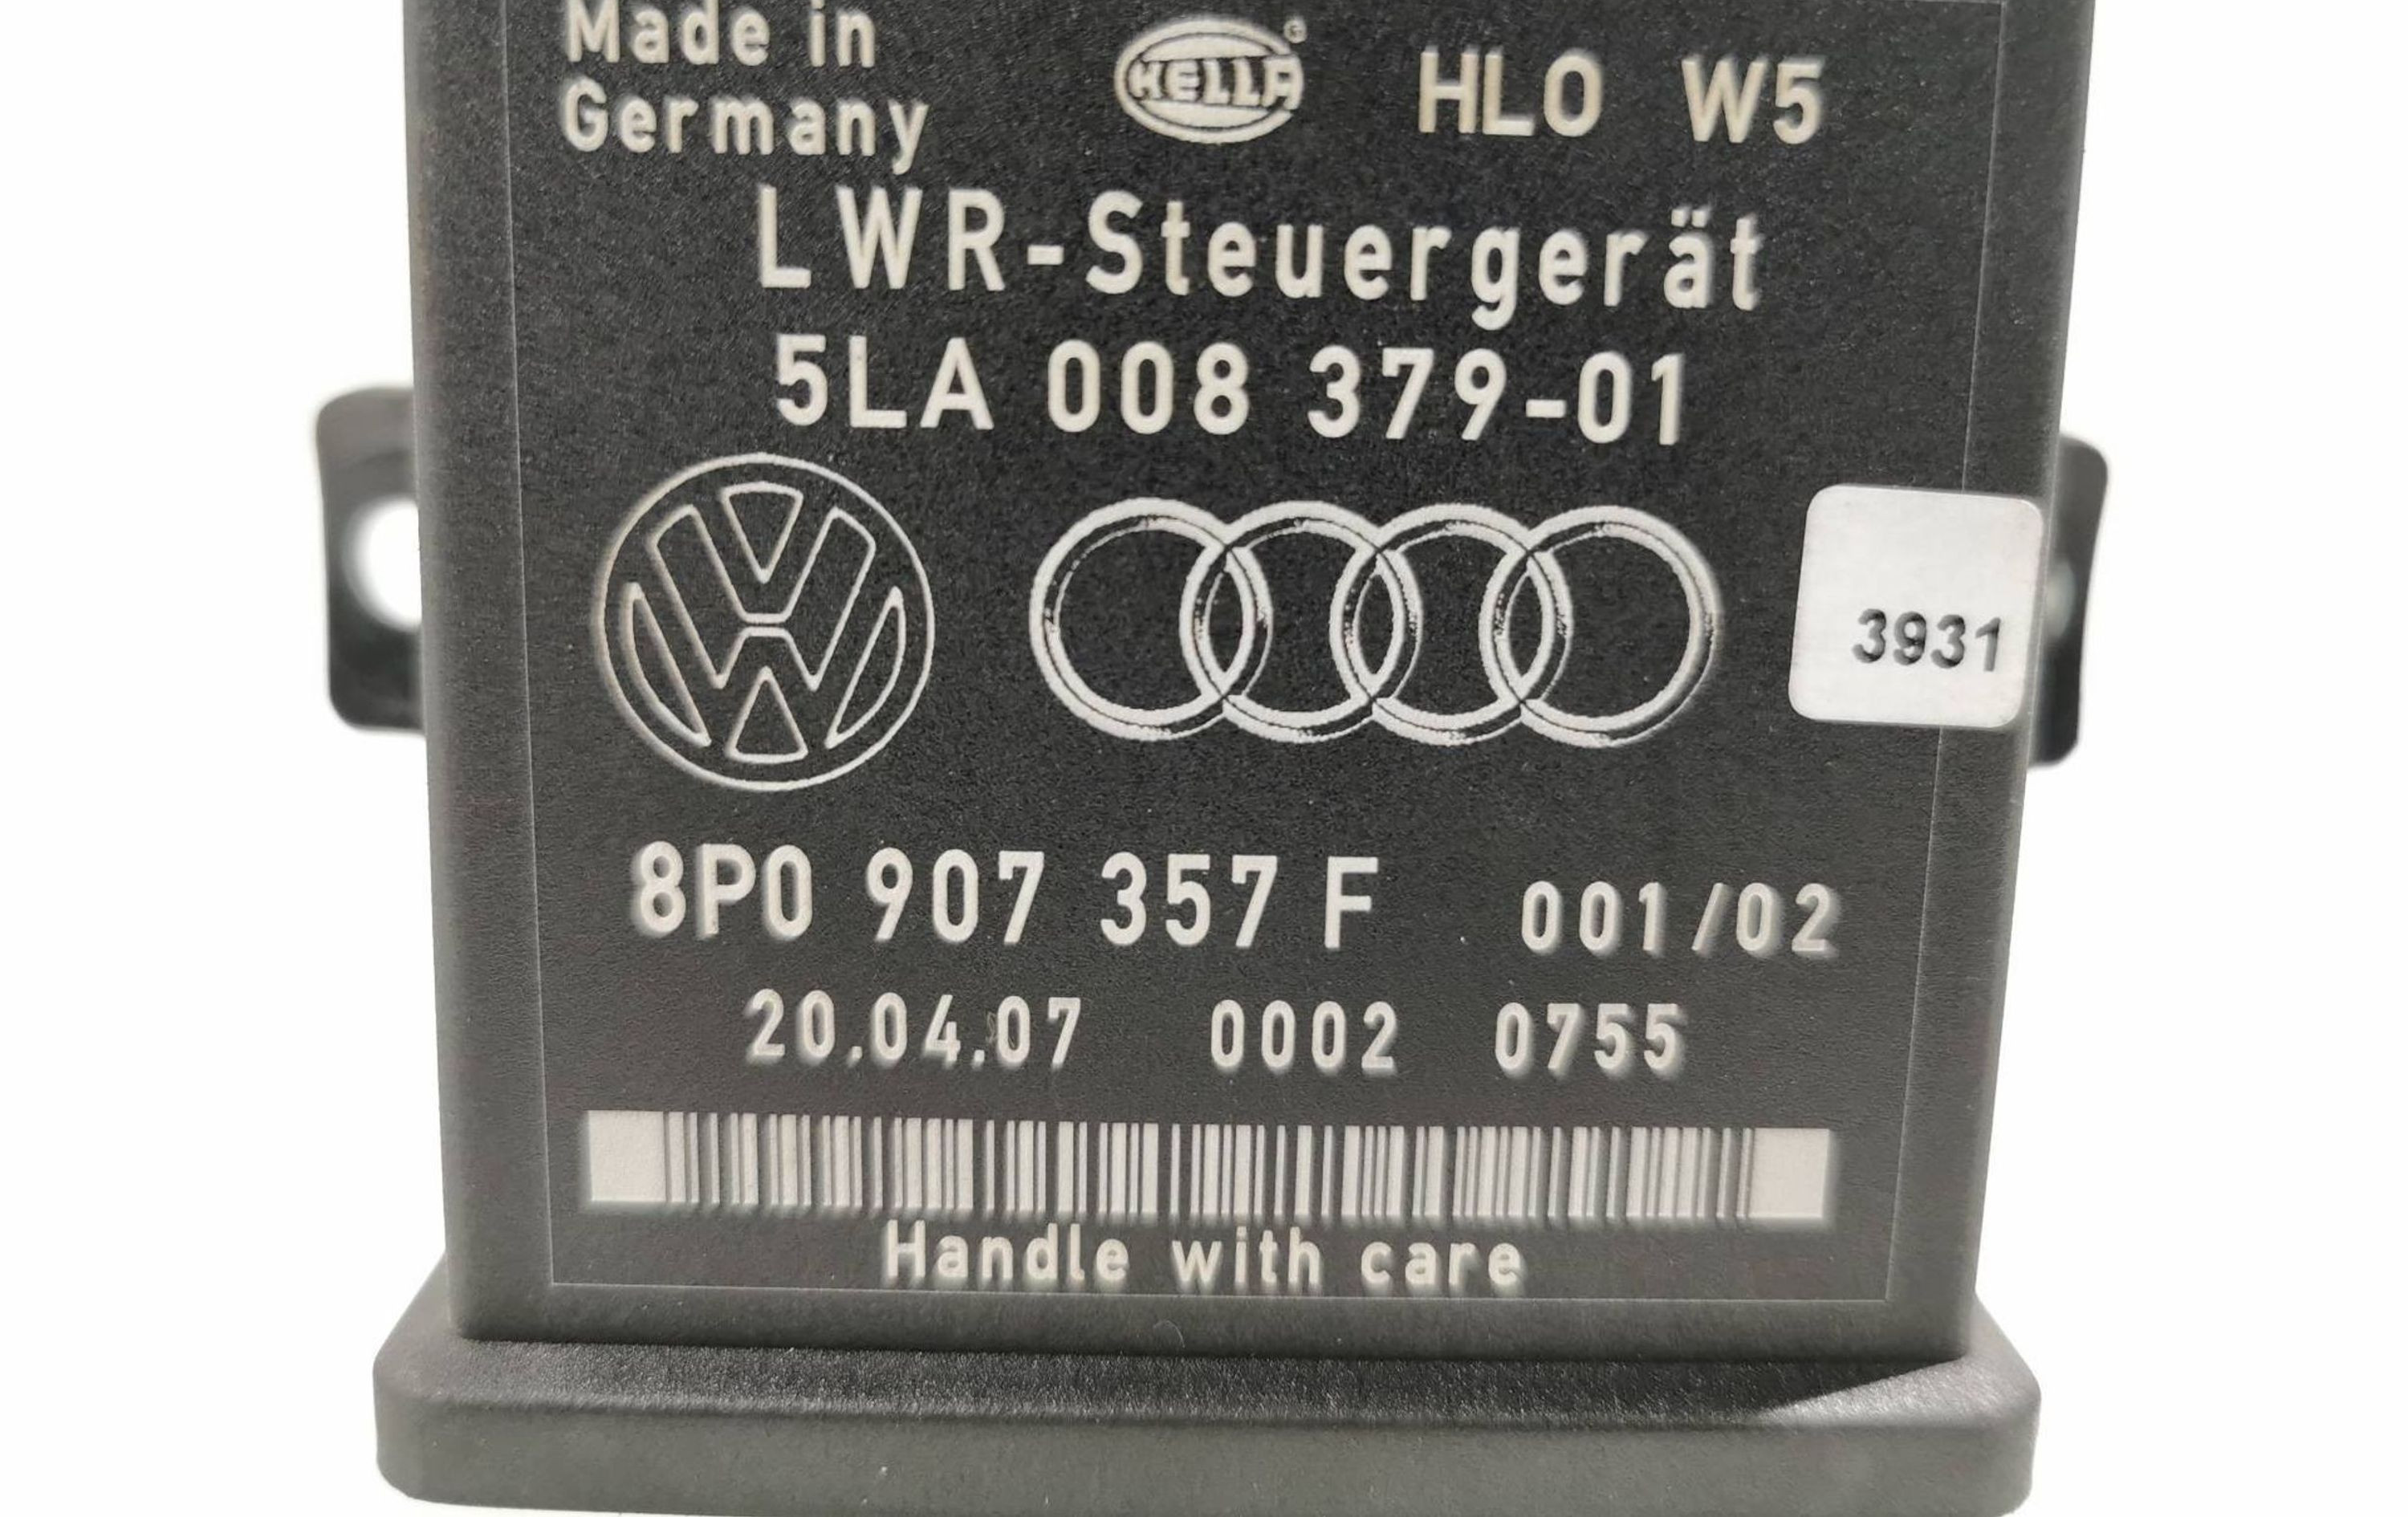 Made in
Germany
HELLA
HLO W5
LWR-Steuergerät
5LA 008 379-01
3931
8P0 907 357 F 001/02
20.04.07 0002 0755
Handle with care